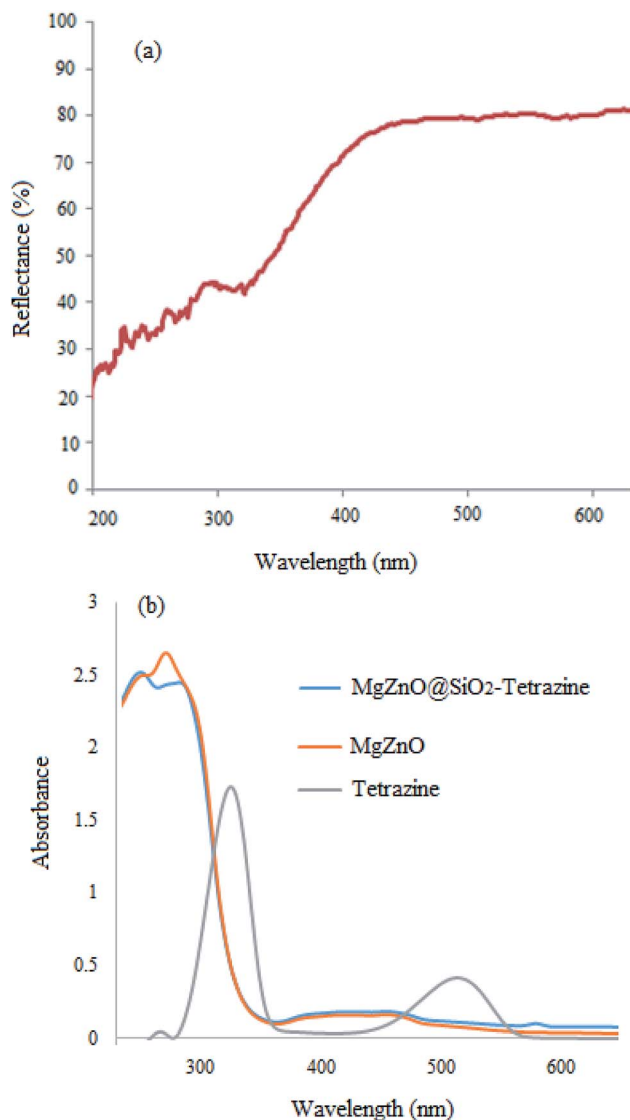 (a)
Reflectance (%)
100
90
80
70
60
50
40
30
20
10
0
200 300 400 500 600
Wavelength (nm)
(b)
Absorbance
3
2.5
2
1.5
1
0.5
0
MgZnO@SiO₂-Tetrazine
MgZnO
Tetrazine
300 400 500 600
Wavelength (nm)